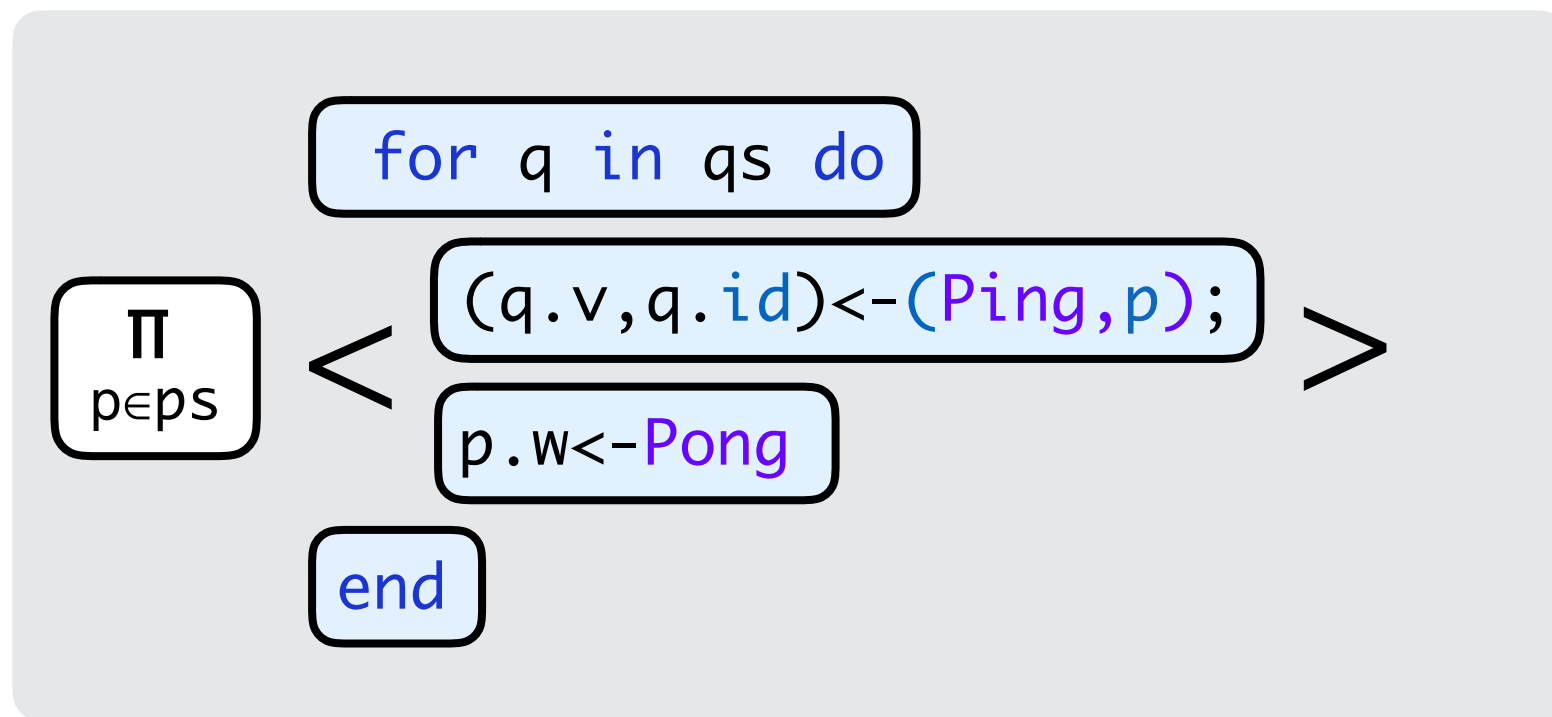 for q in qs do
(q.v,q.id)<-(Ping,p);
Π
p∈ps
< >
p.w<-Pong
end